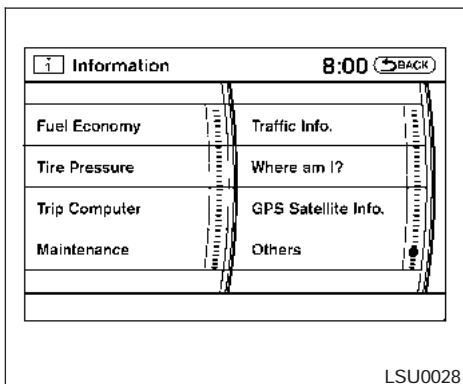 i Information 8:00 BACK
Fuel Economy Traffic Info.
Tire Pressure Where am I?
Trip Computer GPS Satellite Info.
Maintenance Others
LSU0028